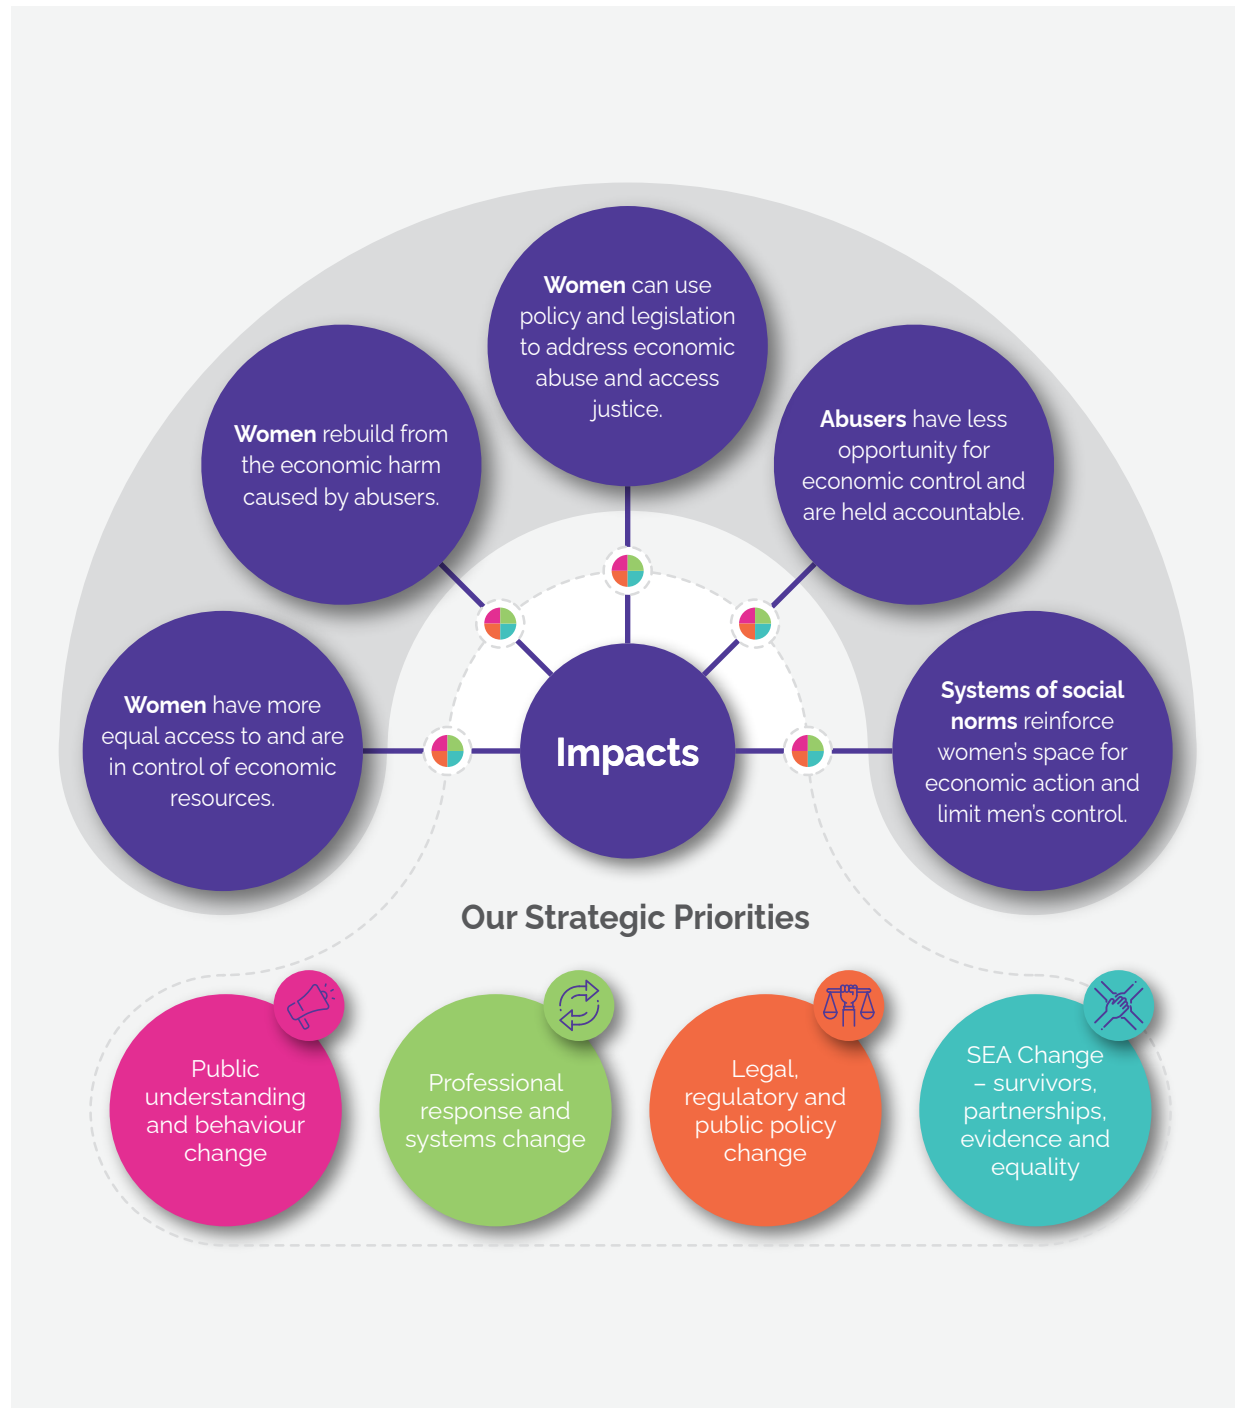 Women can use
policy and legislation
to address economic
abuse and access
justice.
Women rebuild from
the economic harm
caused by abusers.
Abusers have less
opportunity for
economic control and
are held accountable.
Women have more
equal access to and are
in control of economic
resources.
Impacts
Systems of social
norms reinforce
women’s space for
economic action and
limit men’s control.
Our Strategic Priorities
Public
understanding
and behaviour
change
Professional
response and
systems change
Legal,
regulatory and
public policy
change
SEA Change
– survivors,
partnerships,
evidence and
equality